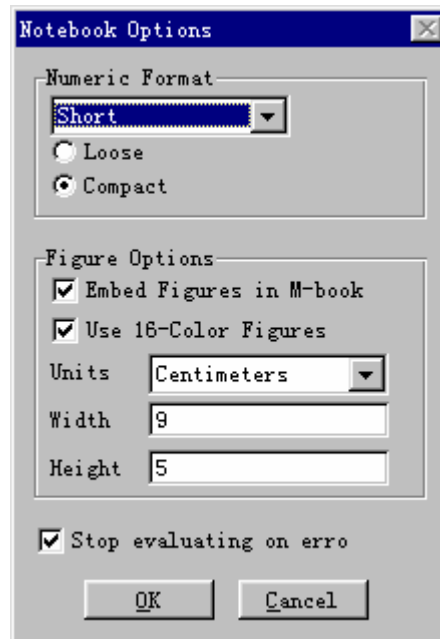 Notebook Options
Numeric Format
Short
Loose
Compact
Figure Options
Embed Figures in M-book
Use 16-Color Figures
Units Centimeters
Width 9
Height 5
Stop evaluating on erro
OK Cancel